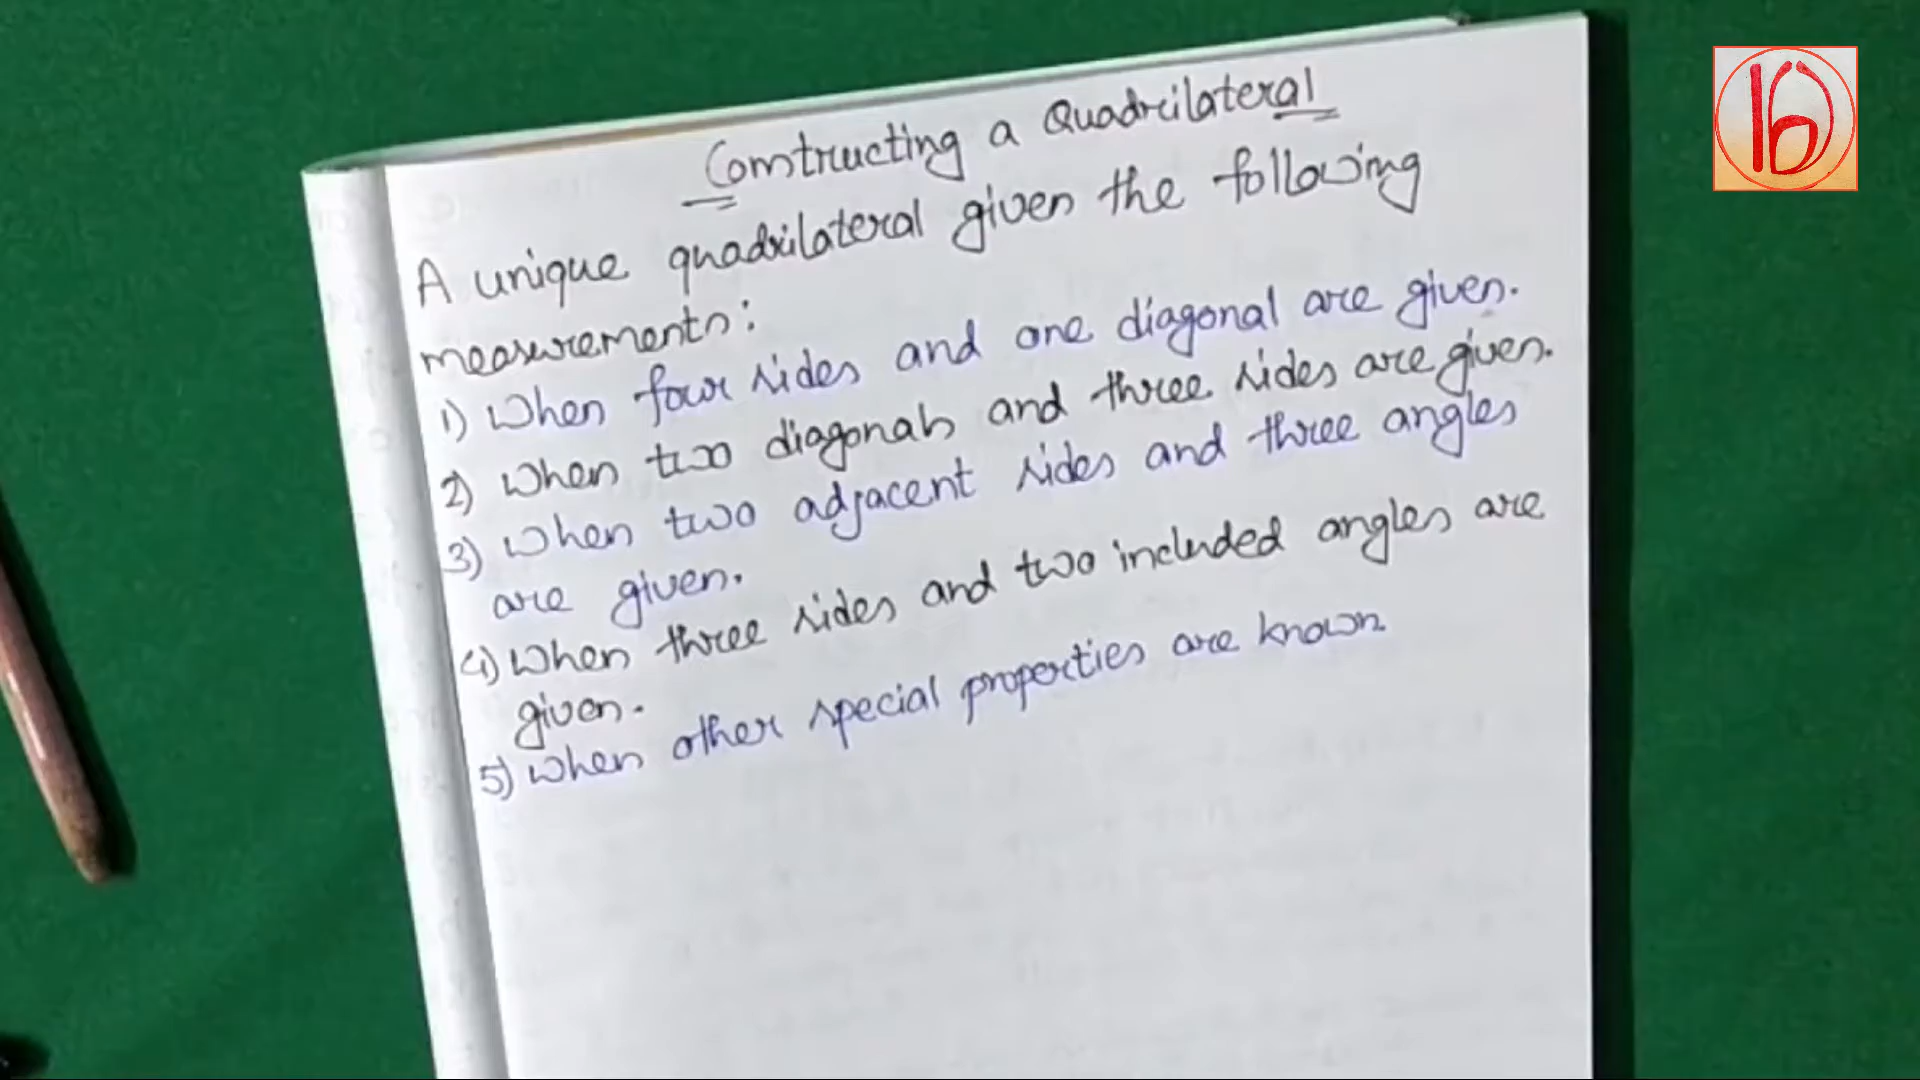 Constructing a Quadrilateral
A unique quadrilateral given the following
measurements:
1) When four sides and one diagonal are given.
2) When two diagonals and three sides are given.
3) When two adjacent sides and three angles
are given.
4) When three sides and two included angles are
given.
5) When other special properties are known.